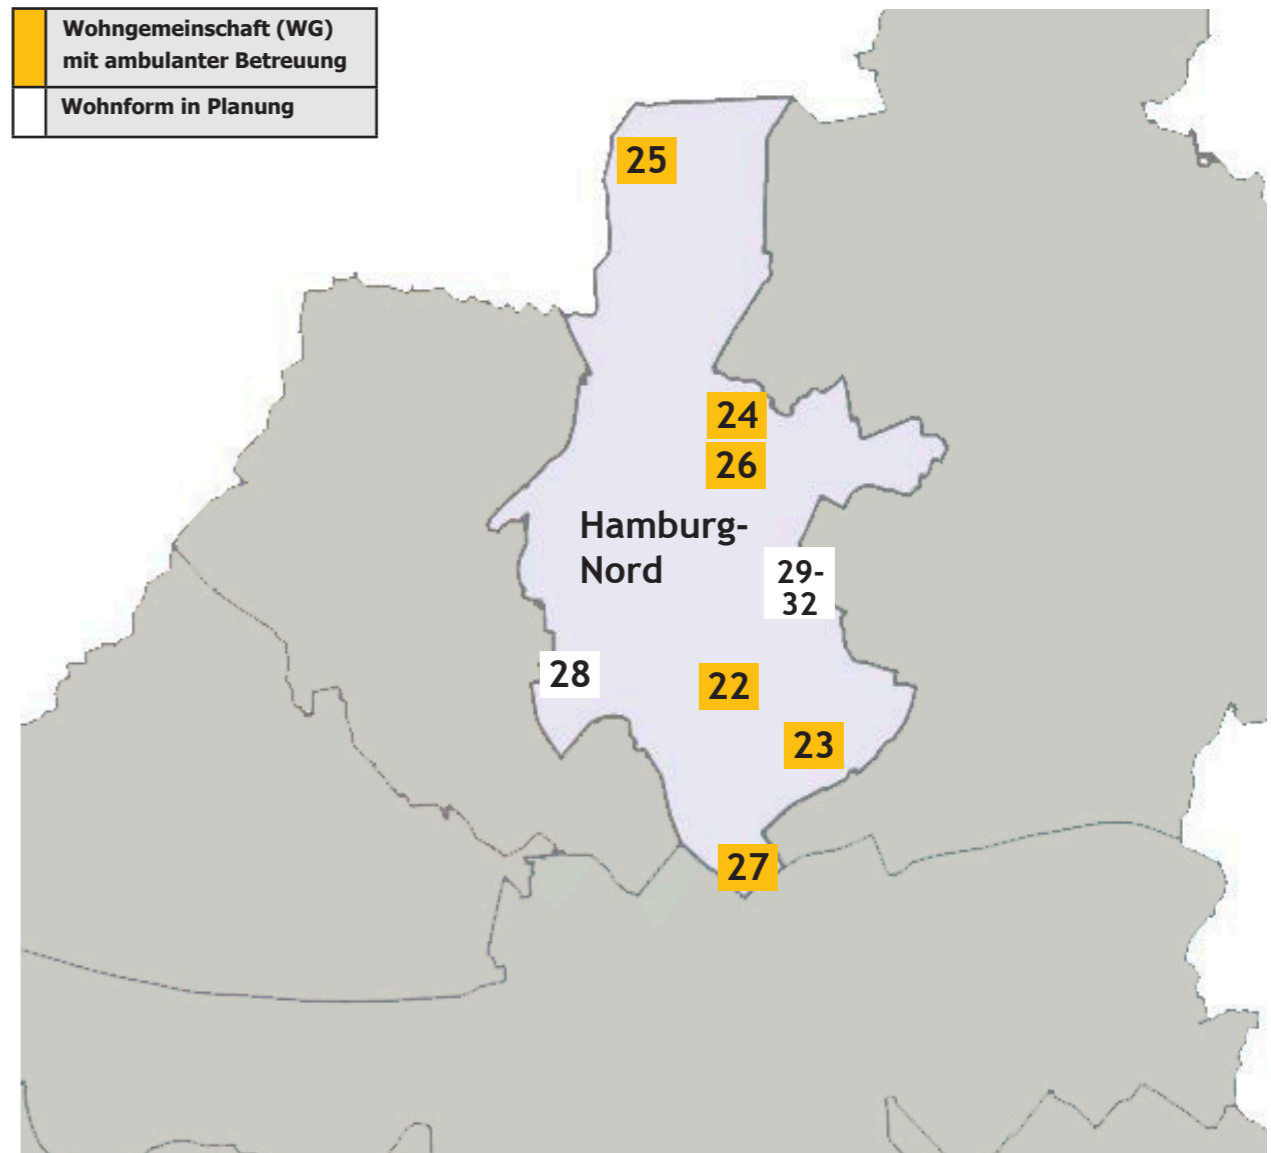 Wohngemeinschaft (WG)
mit ambulanter Betreuung
Wohnform in Planung
25
24
26
Hamburg-
Nord
29-
32
28
22
23
27